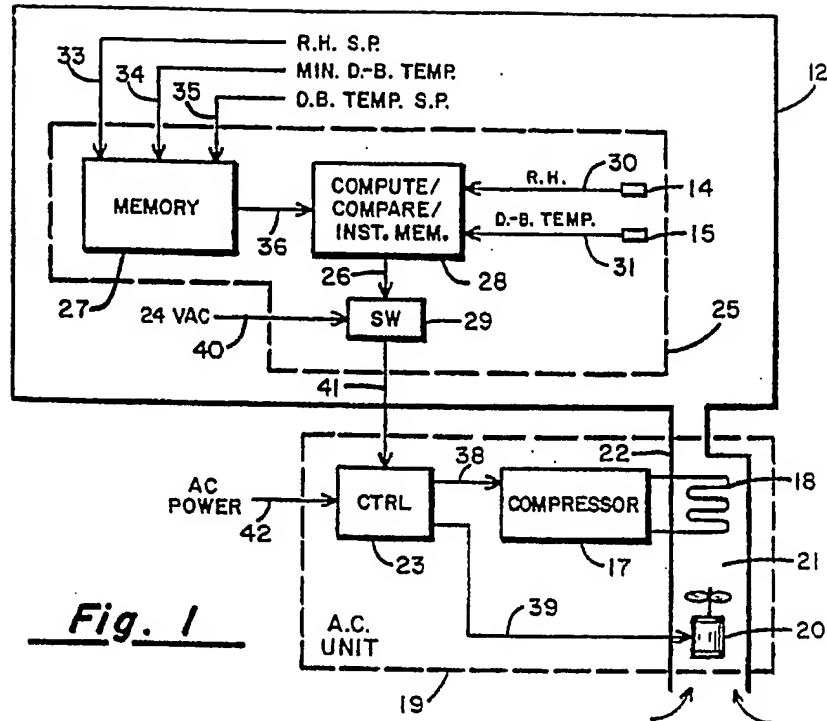 33
R.H. S.P.
34
MIN. D.-B. TEMP.
35
D.B. TEMP. S.P.
12
MEMORY
36
COMPUTE/
COMPARE/
INST. MEM.
R.H.
30
14
D.-B. TEMP.
31
15
27
26
28
24 VAC
40
SW
29
25
41
22
38
18
AC
POWER
42
CTRL
23
COMPRESSOR
17
21
39
20
Fig. 1
A.C.
UNIT
19